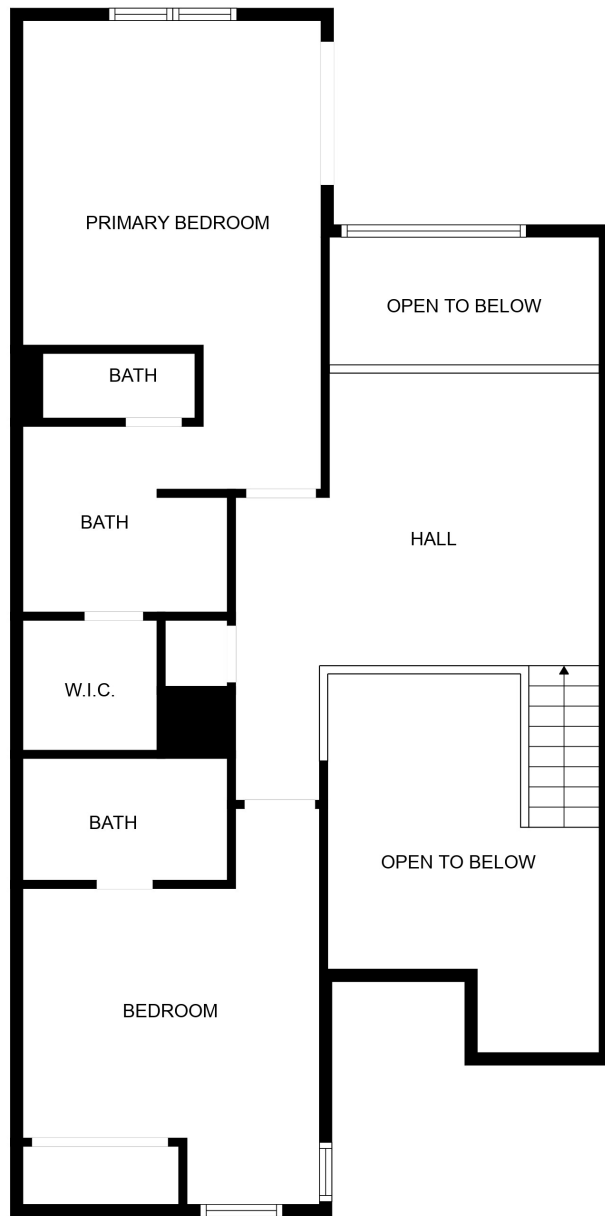 PRIMARY BEDROOM
OPEN TO BELOW
BATH
BATH
HALL
W.I.C.
BATH
OPEN TO BELOW
BEDROOM